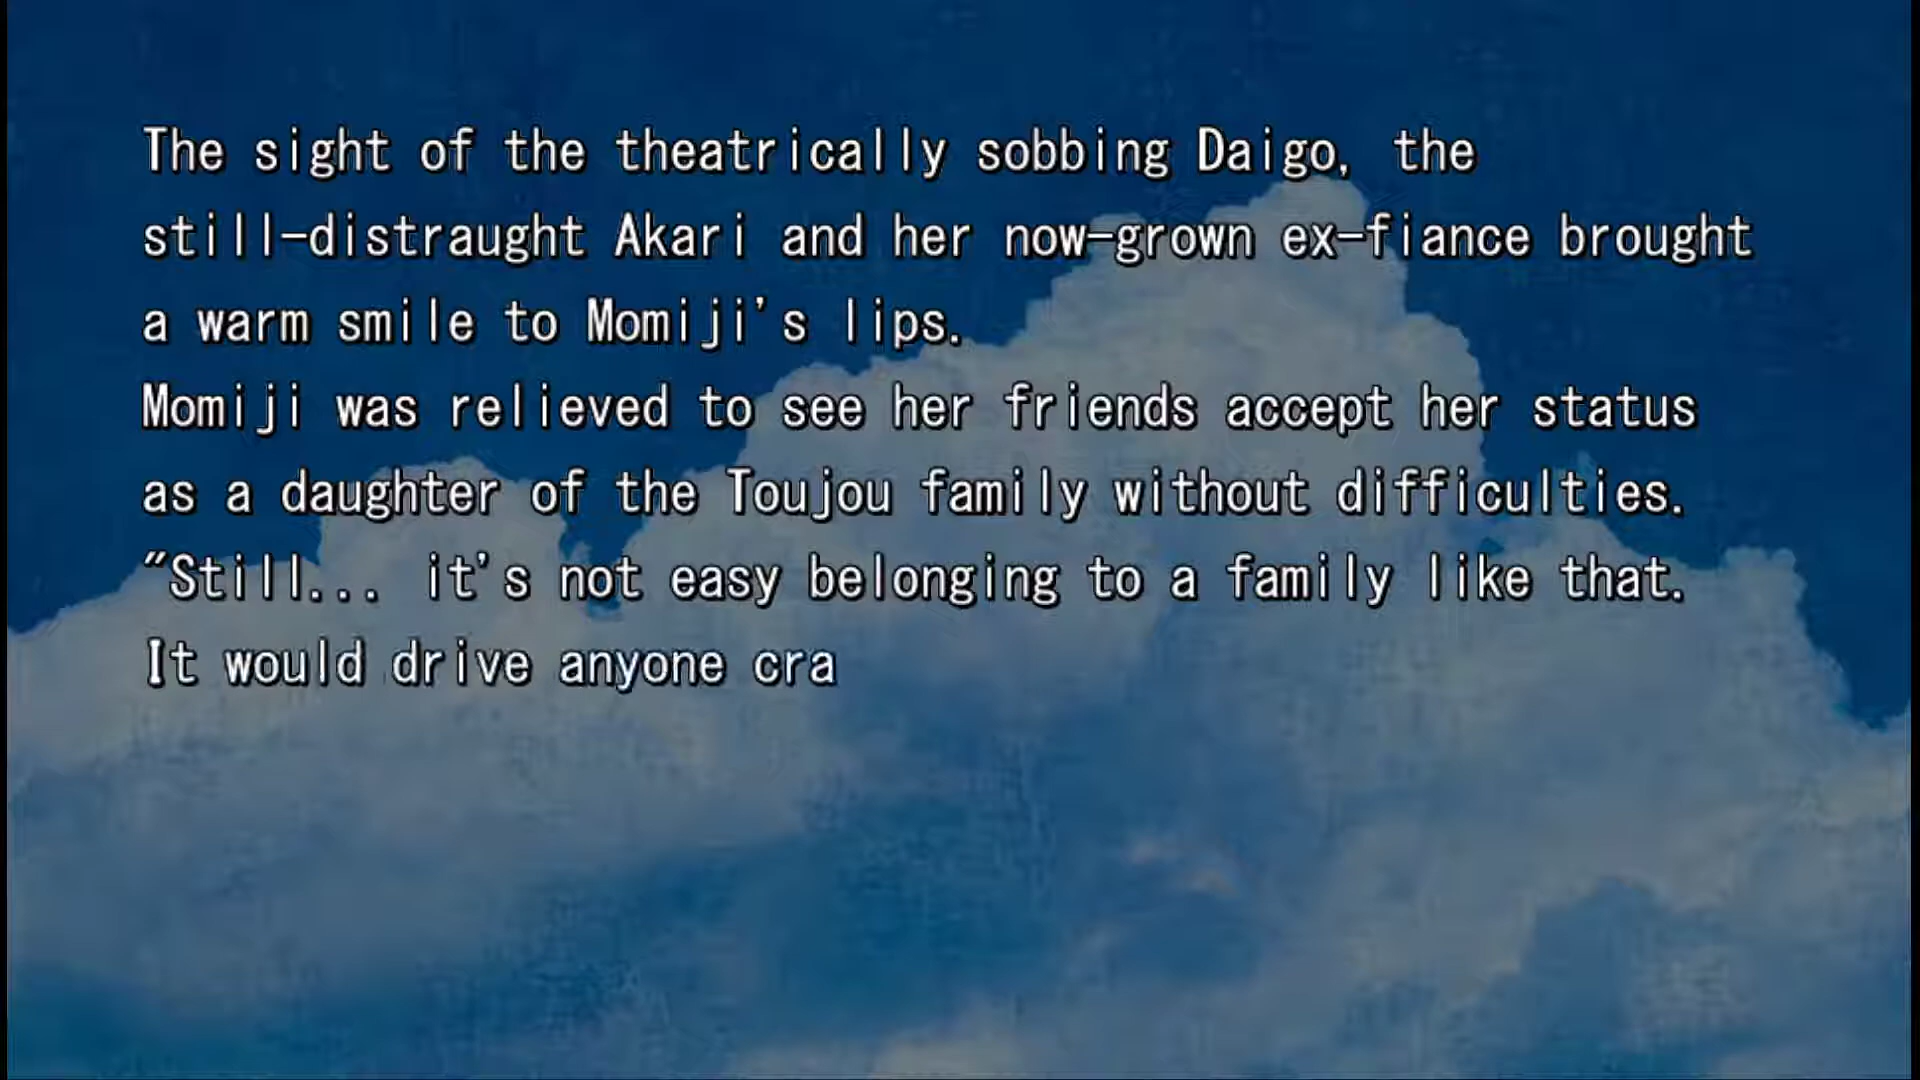 The sight of the theatrically sobbing Daigo, the
still-distraught Akari and her now-grown ex-fiance brought
a warm smile to Momiji's lips.
Momiji was relieved to see her friends accept her status
as a daughter of the Toujou family without difficulties.
"Still... it's not easy belonging to a family like that.
It would drive anyone cra